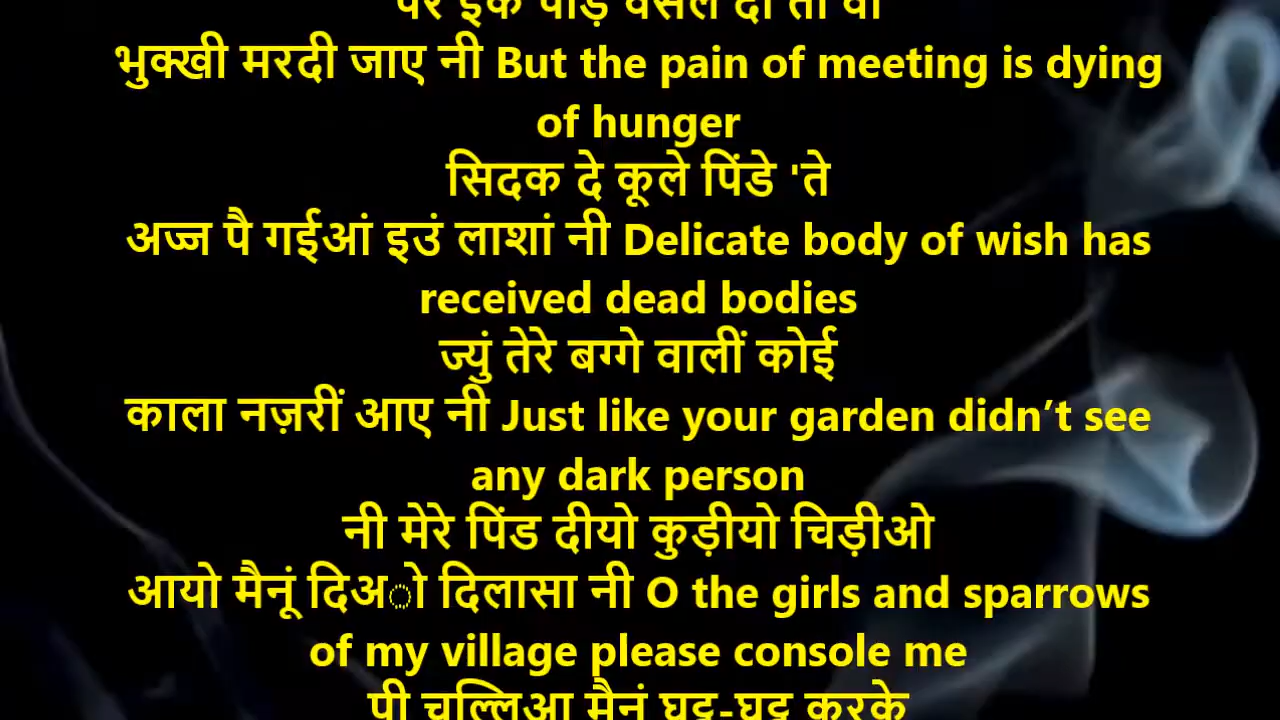 पर इक पीड़ वसल दी तां वी
भुक्खी मरदी जाए नी But the pain of meeting is dying
of hunger
सिदक दे कूले पिंडे 'ते
अज्ज पै गईआं इउं लाशां नी Delicate body of wish has
received dead bodies
ज्युं तेरे बग्गे वालीं कोई
काला नज़रीं आए नी Just like your garden didn’t see
any dark person
नी मेरे पिंड दीयो कुड़ीयो चिड़ीओ
आयो मैनूं दिअो दिलासा नी O the girls and sparrows
of my village please console me
पी चल्लिआ मैनूं घुट्ट-घुट्ट करके